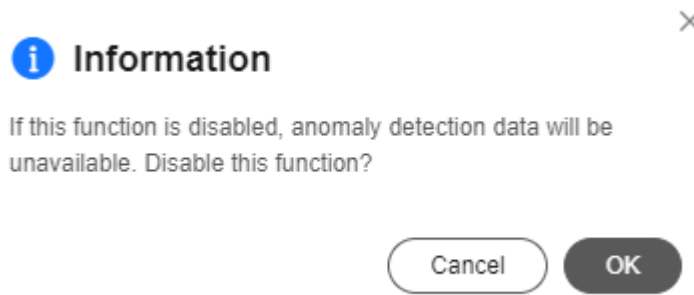 Information
If this function is disabled, anomaly detection data will be
unavailable. Disable this function?
Cancel
OK